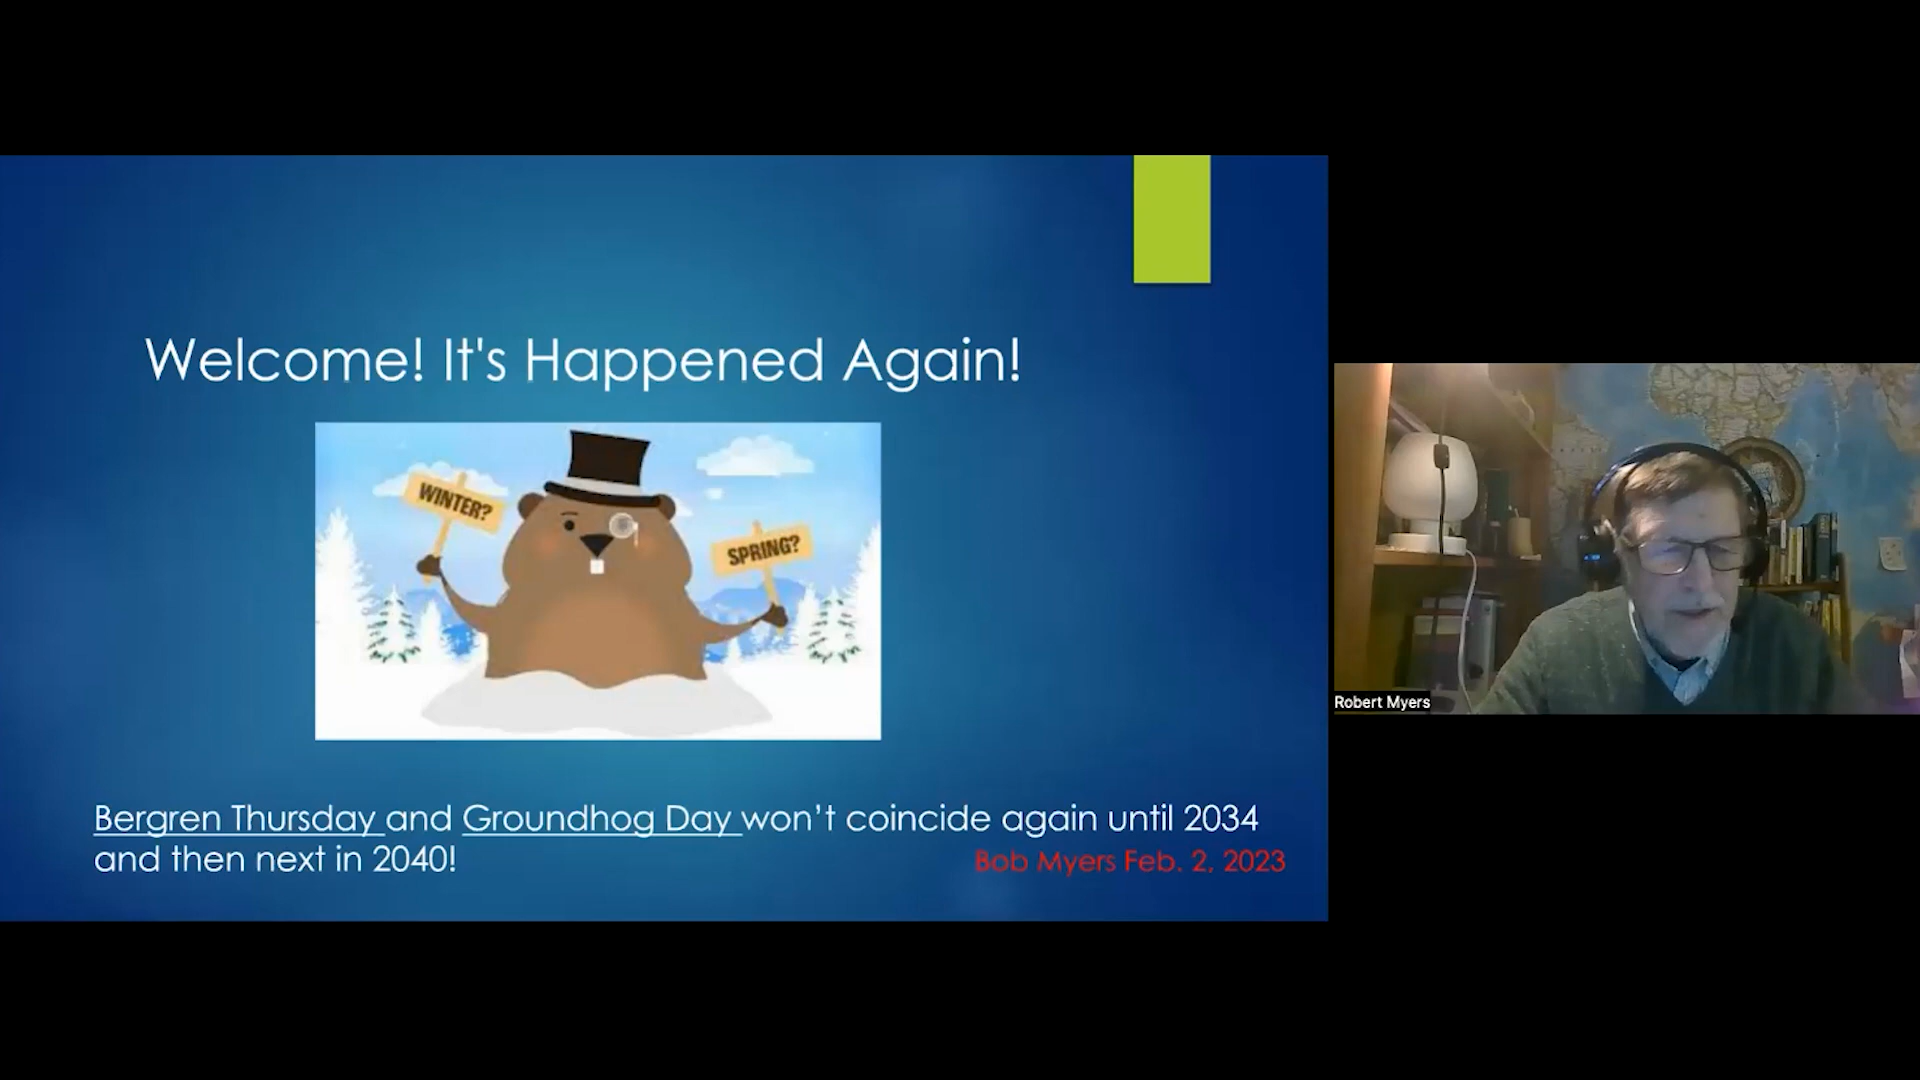 Welcome! It's Happened Again!
WINTER?
SPRING?
Bergren Thursday and Groundhog Day won’t coincide again until 2034
and then next in 2040!
Bob Myers Feb. 2, 2023
Robert Myers